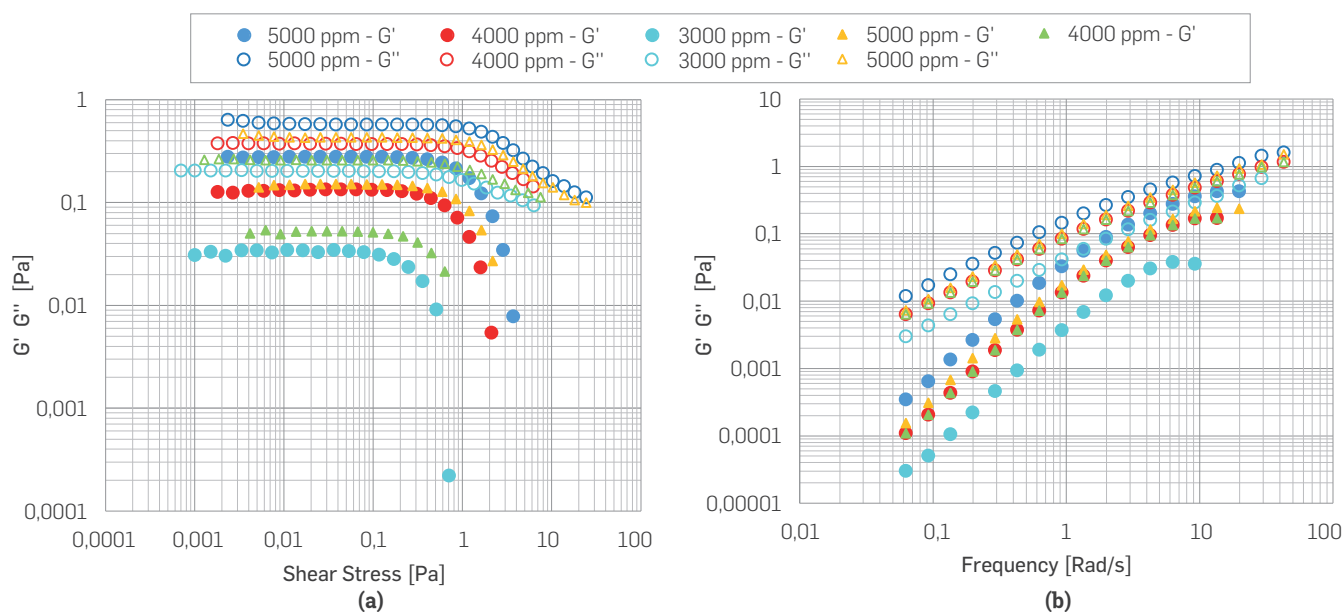 5000 ppm - G' 4000 ppm - G' 3000 ppm - G' 5000 ppm - G' 4000 ppm - G'
5000 ppm - G'' 4000 ppm - G'' 3000 ppm - G'' 5000 ppm - G''
1
0,1
0,01
0,001
0,0001
G' G'' [Pa]
0,0001 0,001 0,01 0,1 1 10 100
Shear Stress [Pa]
(a)
10
1
0,1
0,01
0,001
0,0001
0,00001
G' G'' [Pa]
0,01 0,1 1 10 100
Frequency [Rad/s]
(b)